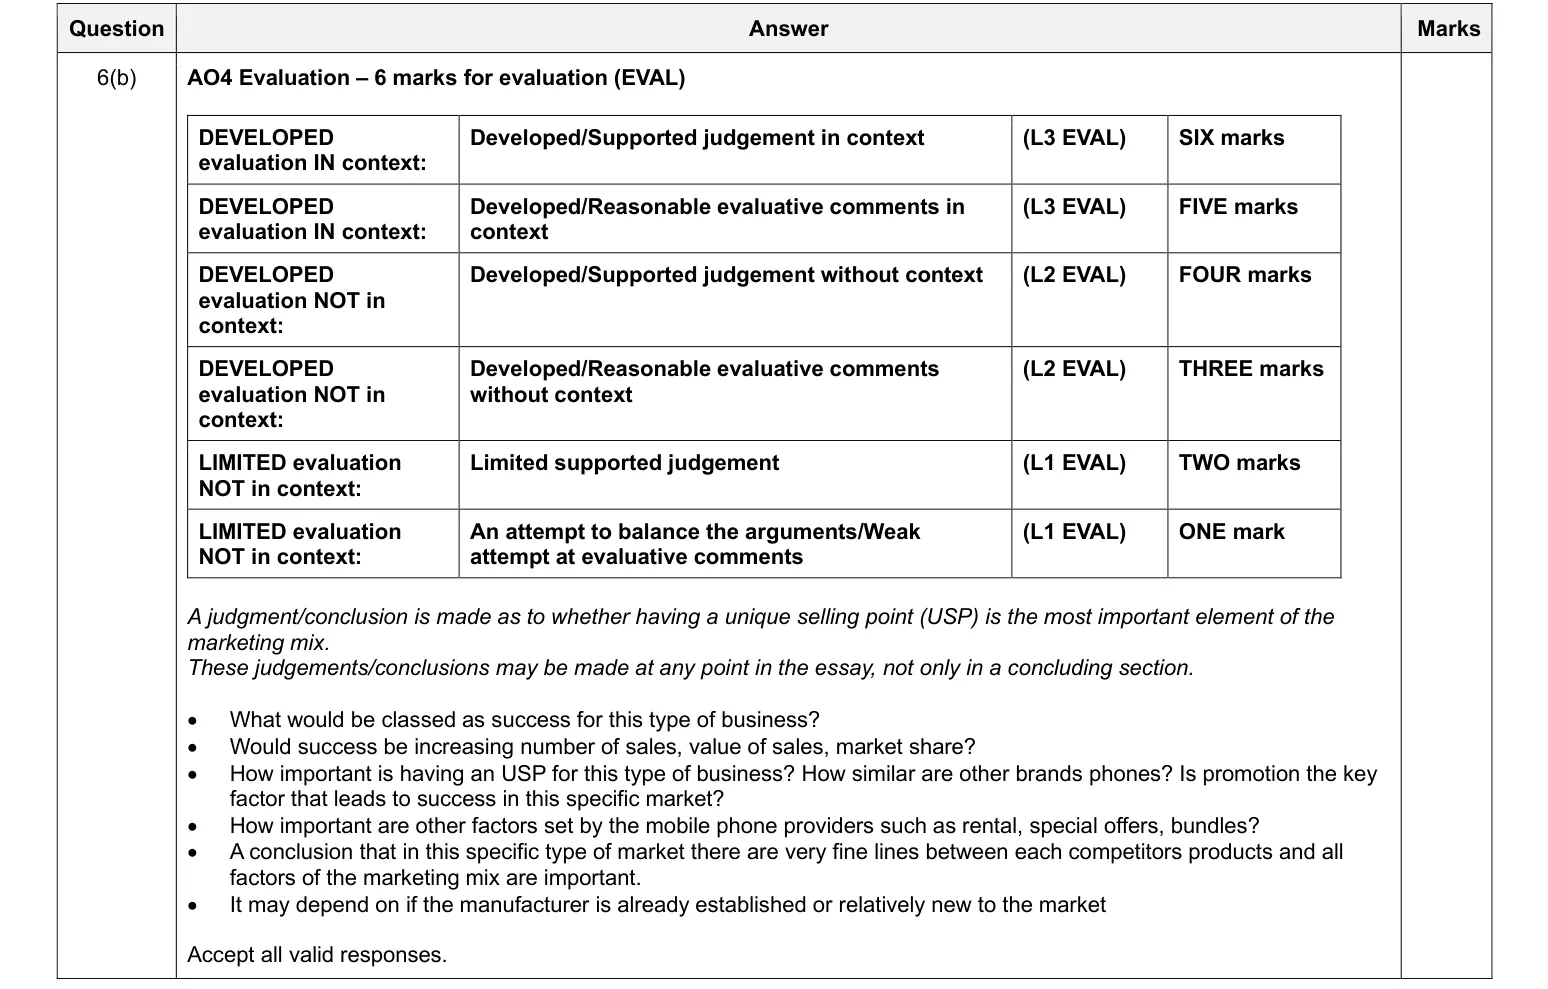 Question Answer Marks
6(b) AO4 Evaluation – 6 marks for evaluation (EVAL)
DEVELOPED Developed/Supported judgement in context (L3 EVAL) SIX marks
evaluation IN context:
DEVELOPED Developed/Reasonable evaluative comments in (L3 EVAL) FIVE marks
evaluation IN context: context
DEVELOPED Developed/Supported judgement without context (L2 EVAL) FOUR marks
evaluation NOT in
context:
DEVELOPED Developed/Reasonable evaluative comments (L2 EVAL) THREE marks
evaluation NOT in without context
context:
LIMITED evaluation Limited supported judgement (L1 EVAL) TWO marks
NOT in context:
LIMITED evaluation An attempt to balance the arguments/Weak (L1 EVAL) ONE mark
NOT in context: attempt at evaluative comments
A judgment/conclusion is made as to whether having a unique selling point (USP) is the most important element of the
marketing mix.
These judgements/conclusions may be made at any point in the essay, not only in a concluding section.
• What would be classed as success for this type of business?
• Would success be increasing number of sales, value of sales, market share?
• How important is having an USP for this type of business? How similar are other brands phones? Is promotion the key
factor that leads to success in this specific market?
• How important are other factors set by the mobile phone providers such as rental, special offers, bundles?
• A conclusion that in this specific type of market there are very fine lines between each competitors products and all
factors of the marketing mix are important.
• It may depend on if the manufacturer is already established or relatively new to the market
Accept all valid responses.